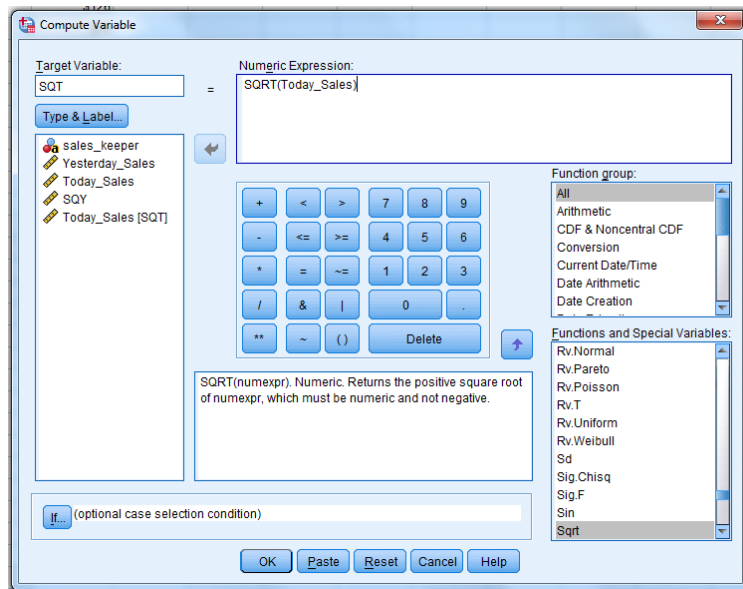 Compute Variable
Target Variable:
SQT
=
Numeric Expression:
SQRT(Today_Sales)
Type & Label...
sales_keeper
Yesterday_Sales
Today_Sales
SQY
Today_Sales [SQT]
+ < > 7 8 9
- <= >= 4 5 6
* = ~= 1 2 3
/ & | 0 .
** ~ ( ) Delete
Function group:
All
Arithmetic
CDF & Noncentral CDF
Conversion
Current Date/Time
Date Arithmetic
Date Creation
SQRT(numexpr). Numeric. Returns the positive square root
of numexpr, which must be numeric and not negative.
Functions and Special Variables:
Rv.Normal
Rv.Pareto
Rv.Poisson
Rv.T
Rv.Uniform
Rv.Weibull
Sd
Sig.Chisq
Sig.F
Sin
Sqrt
If... (optional case selection condition)
OK Paste Reset Cancel Help